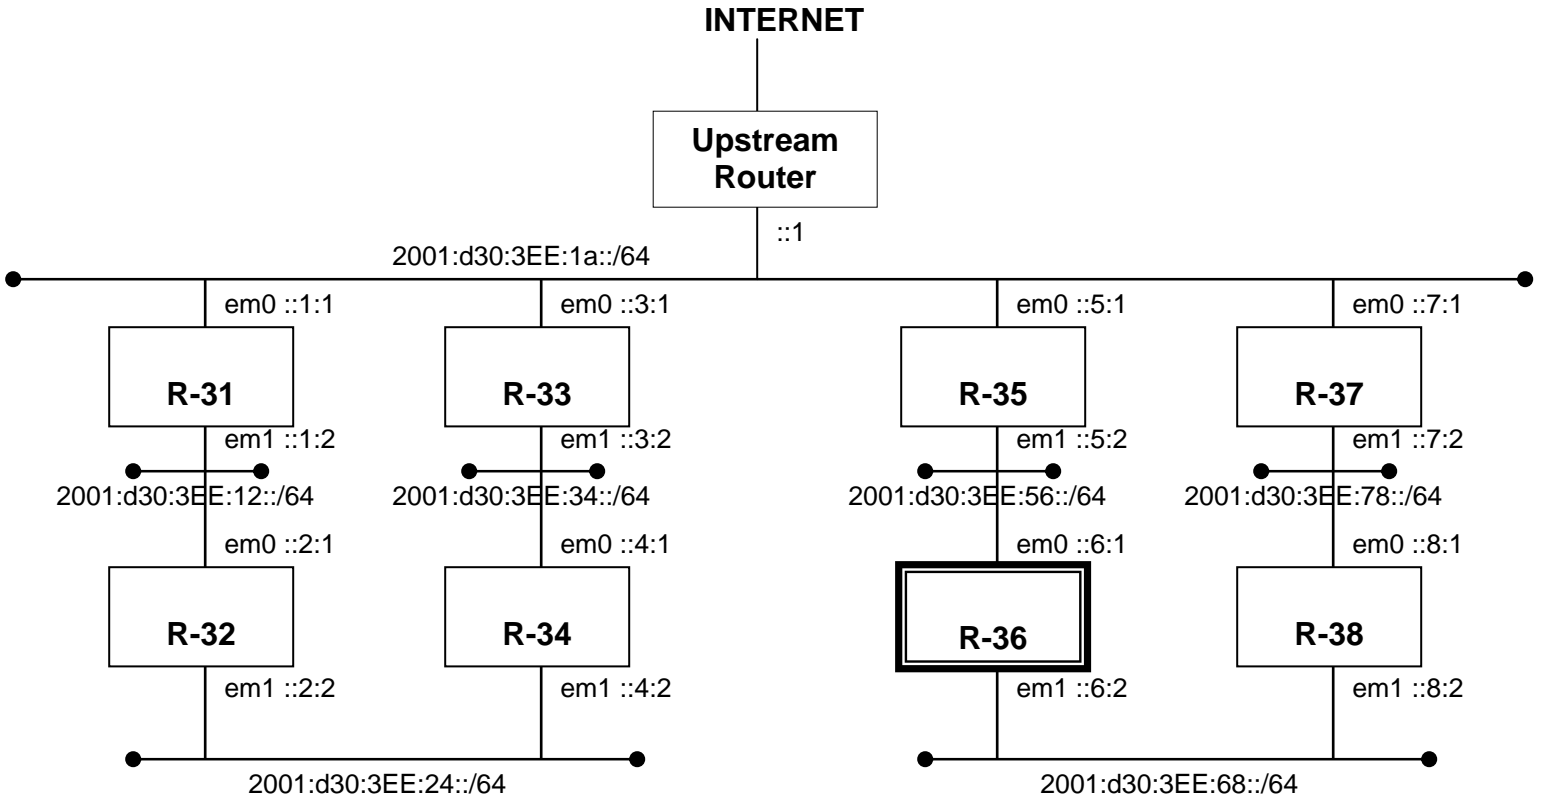 INTERNET
Upstream
Router
::1
2001:d30:3EE:1a::/64
em0 ::1:1
em0 ::3:1
em0 ::5:1
em0 ::7:1
R-31
R-33
R-35
R-37
em1 ::1:2
em1 ::3:2
em1 ::5:2
em1 ::7:2
2001:d30:3EE:12::/64
2001:d30:3EE:34::/64
2001:d30:3EE:56::/64
2001:d30:3EE:78::/64
em0 ::2:1
em0 ::4:1
em0 ::6:1
em0 ::8:1
R-32
R-34
R-36
R-38
em1 ::2:2
em1 ::4:2
em1 ::6:2
em1 ::8:2
2001:d30:3EE:24::/64
2001:d30:3EE:68::/64